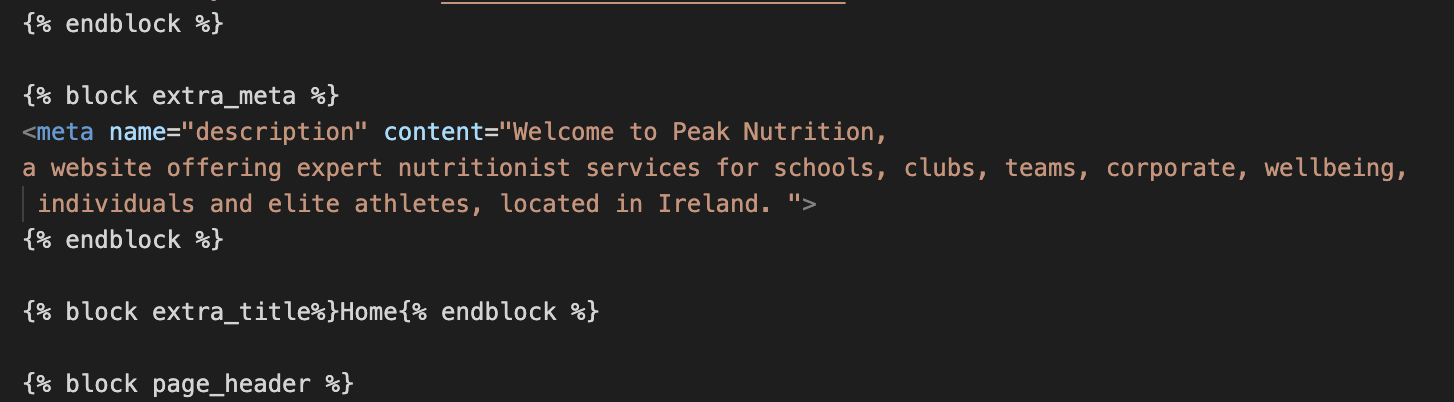 {% endblock %}
{% block extra_meta %}
<meta name="description" content="Welcome to Peak Nutrition,
a website offering expert nutritionist services for schools, clubs, teams, corporate, wellbeing,
individuals and elite athletes, located in Ireland. ">
{% endblock %}
{% block extra_title%}Home{% endblock %}
{% block page_header %}